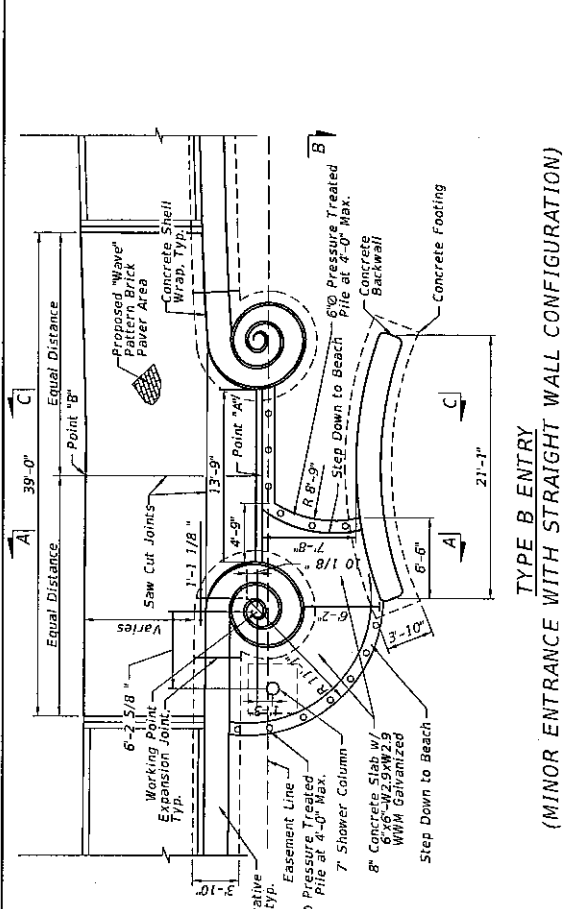 39'-0"
Equal Distance
Equal Distance
A
C
Point "B"
Proposed "Wave"
Pattern Brick
Paver Area
Concrete Shell
Wrap, Typ.
Varies
Saw Cut Joints
13'-9"
Point "A"
4'-9"
1'-1 1/8"
6'-2 5/8"
Working Point
Expansion Joint,
Typ.
3'-10"
typ.
Easement Line
Pressure Treated
Pile at 4'-0" Max.
7' Shower Column
8" Concrete Slab w/
6"x6"-W2.9xW2.9
WWM Galvanized
Step Down to Beach
6'-2"
10 1/8"
7'-8"
R 8'-9"
Step Down to Beach
6"Ø Pressure Treated
Pile at 4'-0" Max.
B
Concrete
Backwall
Concrete Footing
3'-10"
6'-6"
A
C
21'-1"
TYPE B ENTRY
(MINOR ENTRANCE WITH STRAIGHT WALL CONFIGURATION)